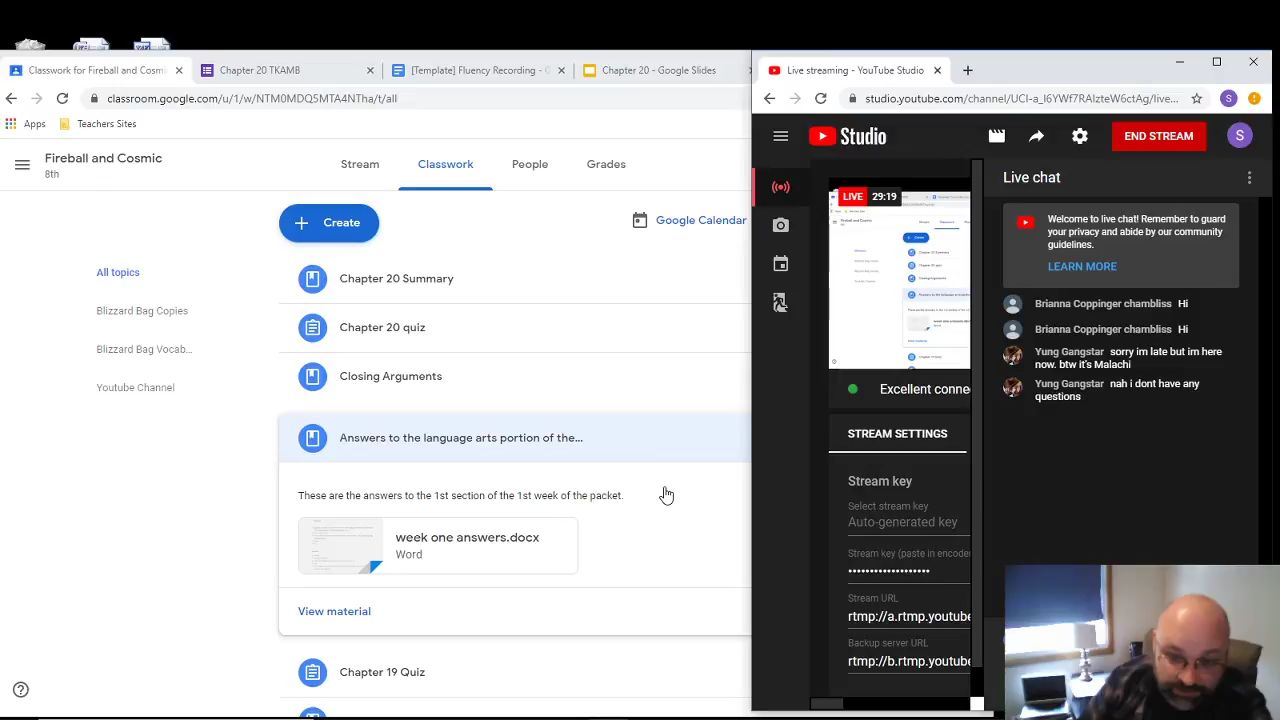 Classwork for Fireball and Cosmi
Chapter 20 TKAMB
[Template] Fluency Recording - G
Chapter 20 - Google Slides
classroom.google.com/u/1/w/NTM0MDQ5MTA4NTha/t/all
Apps
Teachers Sites
Fireball and Cosmic
8th
Stream
Classwork
People
Grades
Create
Google Calendar
All topics
Blizzard Bag Copies
Blizzard Bag Vocab...
Youtube Channel
Chapter 20 Summary
Chapter 20 quiz
Closing Arguments
Answers to the language arts portion of the...
These are the answers to the 1st section of the 1st week of the packet.
week one answers.docx
Word
View material
Chapter 19 Quiz
Live streaming - YouTube Studio
studio.youtube.com/channel/UCI-a_l6YWf7RAIzteW6ctAg/live...
S
Studio
END STREAM
S
LIVE 29:19
Excellent conne
STREAM SETTINGS
Stream key
Select stream key
Auto-generated key
Stream key (paste in encoder
Stream URL
rtmp://a.rtmp.youtube
Backup server URL
rtmp://b.rtmp.youtube
Live chat
Welcome to live chat! Remember to guard
your privacy and abide by our community
guidelines.
LEARN MORE
Brianna Coppinger chambliss Hi
Brianna Coppinger chambliss Hi
Yung Gangstar sorry im late but im here
now. btw it's Malachi
Yung Gangstar nah i dont have any
questions